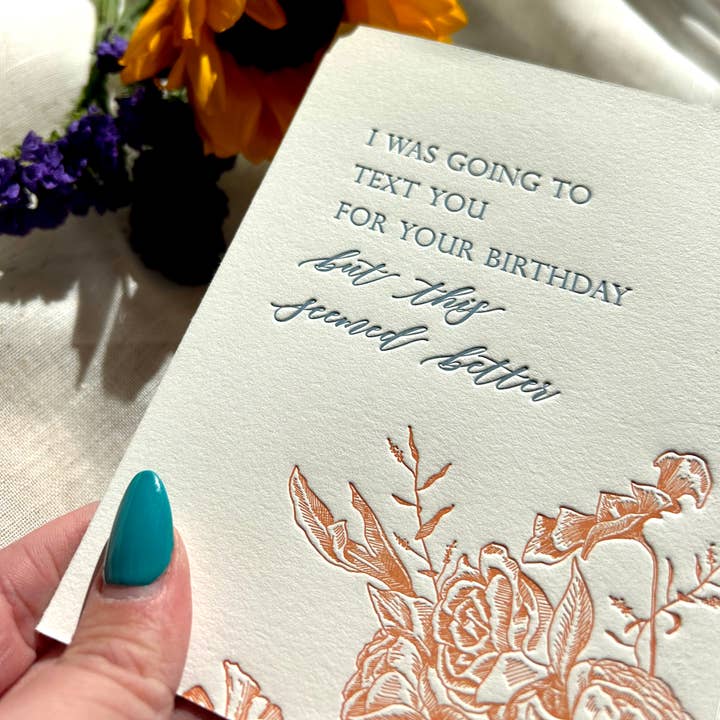 I WAS GOING TO
TEXT YOU
FOR YOUR BIRTHDAY
but this
seemed better